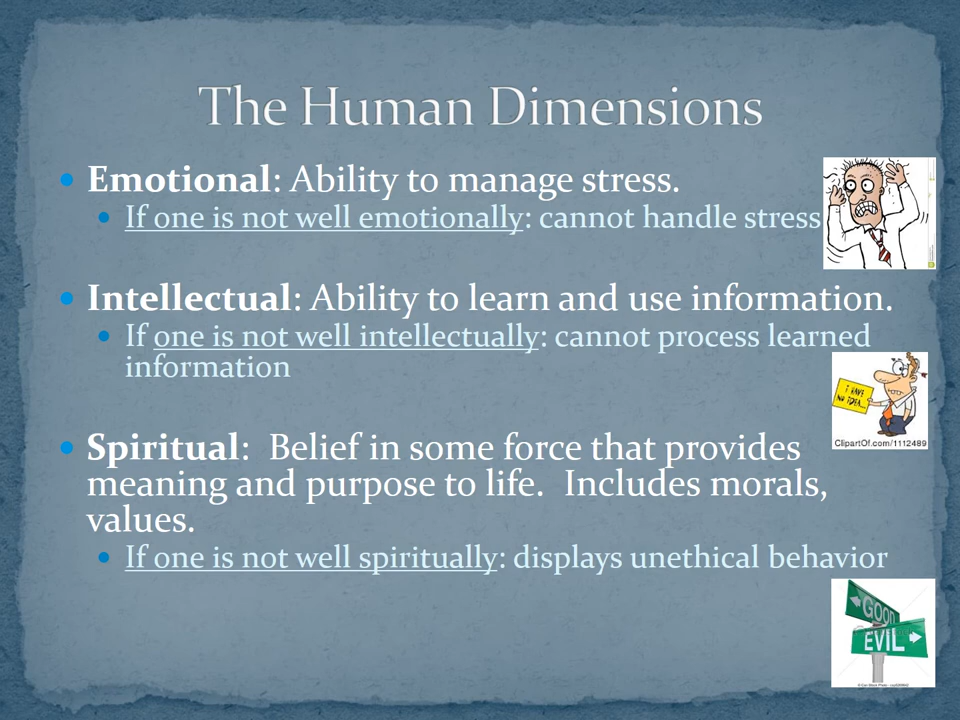 The Human Dimensions
Emotional: Ability to manage stress.
If one is not well emotionally: cannot handle stress
Intellectual: Ability to learn and use information.
If one is not well intellectually: cannot process learned
information
I HAVE
NO IDEA...
ClipartOf.com/1112489
Spiritual: Belief in some force that provides
meaning and purpose to life. Includes morals,
values.
If one is not well spiritually: displays unethical behavior
GOOD
EVIL